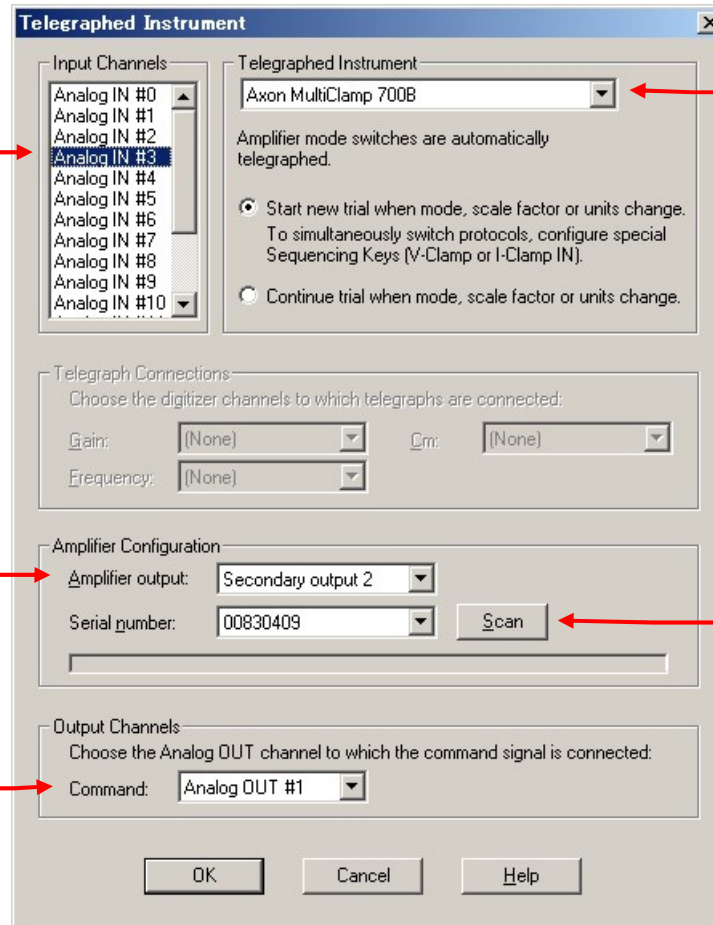 Telegraphed Instrument
Input Channels
Analog IN #0
Analog IN #1
Analog IN #2
Analog IN #3
Analog IN #4
Analog IN #5
Analog IN #6
Analog IN #7
Analog IN #8
Analog IN #9
Analog IN #10
Telegraphed Instrument
Axon MultiClamp 700B
Amplifier mode switches are automatically
telegraphed.
Start new trial when mode, scale factor or units change.
To simultaneously switch protocols, configure special
Sequencing Keys (V-Clamp or I-Clamp IN).
Continue trial when mode, scale factor or units change.
Telegraph Connections
Choose the digitizer channels to which telegraphs are connected:
Gain: (None) Cm: (None)
Frequency: (None)
Amplifier Configuration
Amplifier output: Secondary output 2
Serial number: 00830409 Scan
Output Channels
Choose the Analog OUT channel to which the command signal is connected:
Command: Analog OUT #1
OK Cancel Help